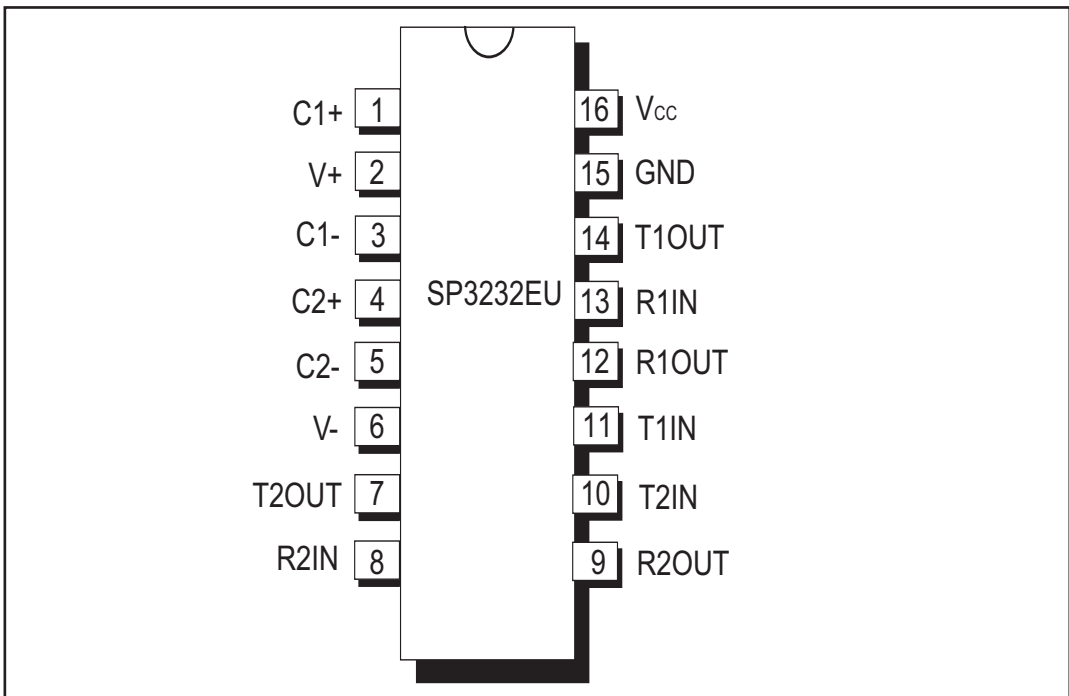 C1+ 1 16 Vcc
V+ 2 15 GND
C1- 3 14 T1OUT
C2+ 4 SP3232EU 13 R1IN
C2- 5 12 R1OUT
V- 6 11 T1IN
T2OUT 7 10 T2IN
R2IN 8 9 R2OUT